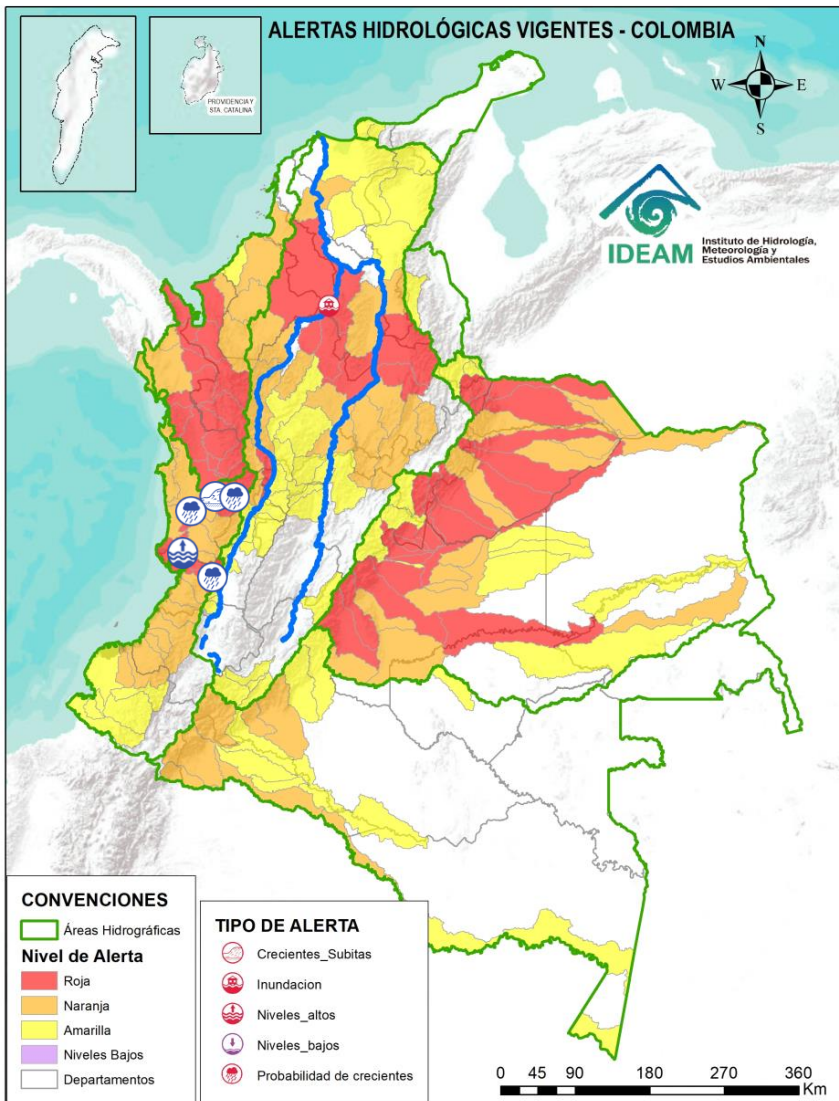 ALERTAS HIDROLÓGICAS VIGENTES - COLOMBIA
PROVIDENCIA Y
STA. CATALINA
N
W
E
S
IDEAM
Instituto de Hidrología,
Meteorología y
Estudios Ambientales
CONVENCIONES
Áreas Hidrográficas
Nivel de Alerta
Roja
Naranja
Amarilla
Niveles Bajos
Departamentos
TIPO DE ALERTA
Crecientes_Subitas
Inundacion
Niveles_altos
Niveles_bajos
Probabilidad de crecientes
0 45 90 180 270 360
Km